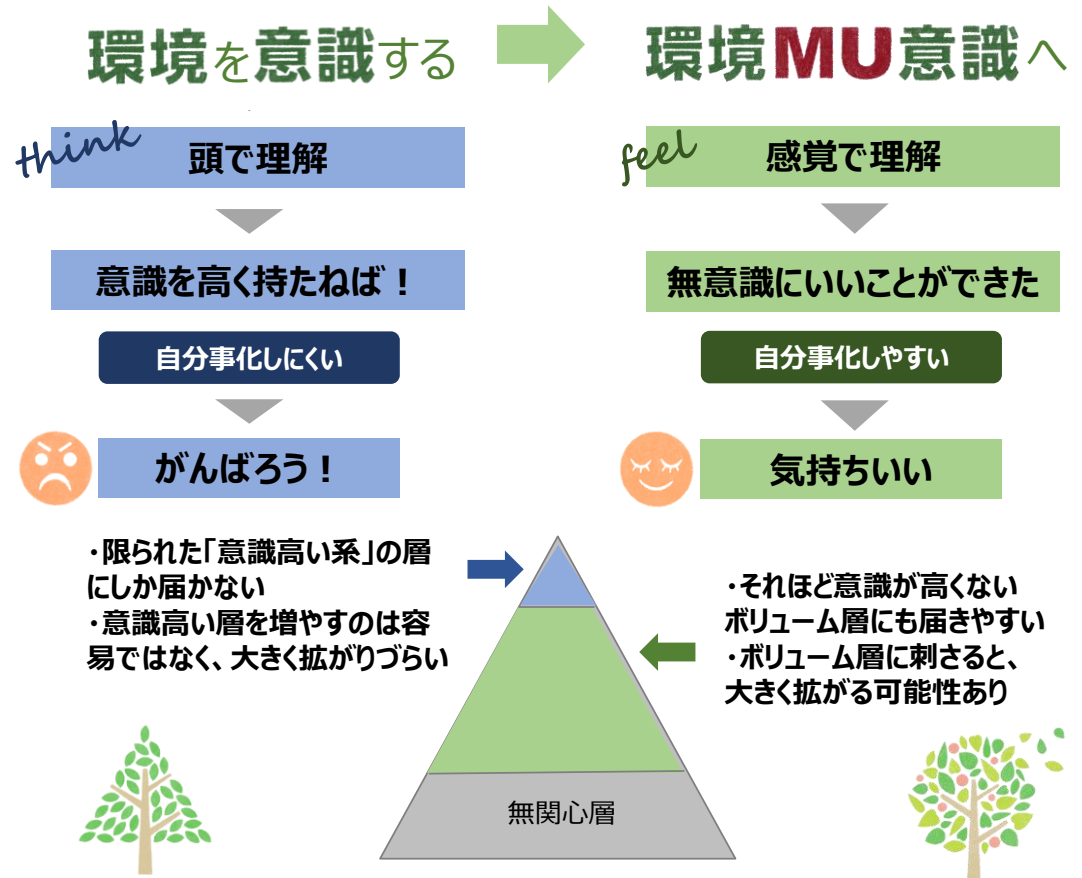 環境を意識する
環境MU意識へ
think
頭で理解
意識を高く持たねば！
自分事化しにくい
がんばろう！
・限られた「意識高い系」の層
にしか届かない
・意識高い層を増やすのは容
易ではなく、大きく拡がりづらい
feel
感覚で理解
無意識にいいことができた
自分事化しやすい
気持ちいい
・それほど意識が高くない
ボリューム層にも届きやすい
・ボリューム層に刺さると、
大きく拡がる可能性あり
無関心層